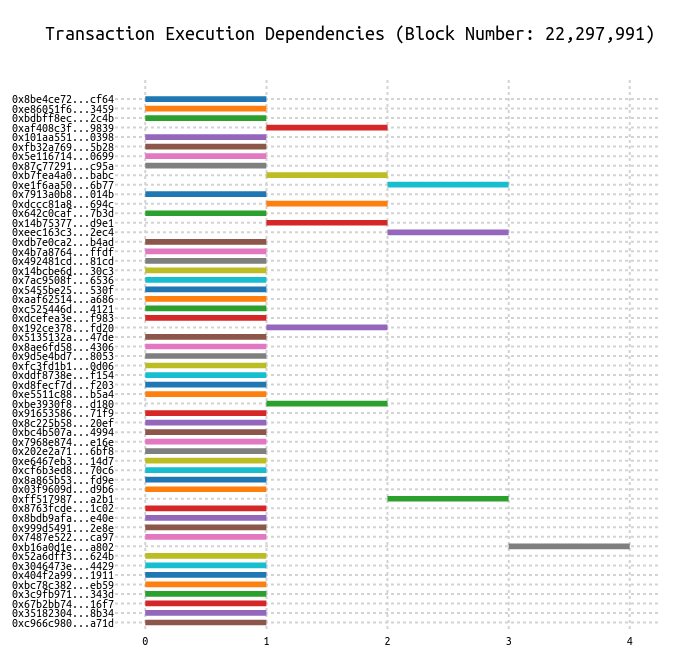 Transaction Execution Dependencies (Block Number: 22,297,991)
0x8be4ce72...cf64
0xe86051f6...3459
0xbdbff8ec...2c4b
0xaf408c3f...9839
0x101aa551...0398
0xfb32a769...5b28
0x5e116714...0699
0x87c77291...c95a
0xb7fea4a0...babc
0xe1f6aa50...6b77
0x7913a0b8...014b
0xdccc81a8...694c
0x642c0caf...7b3d
0x14b75377...d9e1
0xeec163c3...2ec4
0xdb7e0ca2...b4ad
0x4b7a8764...ffdf
0x492481cd...81cd
0x14bcbe6d...30c3
0x7ac9508f...6536
0x5455be25...530f
0xaaf62514...a686
0xc525446d...4121
0xdcefea3e...f983
0x192ce378...fd20
0x5135132a...47de
0x8ae6fd58...4306
0x9d5e4bd7...8053
0xfc3fd1b1...0d06
0xddf8738e...f154
0xd8fecf7d...f203
0xe5511c88...b5a4
0xbe3930f8...d180
0x91653586...71f9
0x8c225b58...20ef
0xbc4b507a...4994
0x7968e874...e16e
0x202e2a71...6bf8
0xe6467eb3...14d7
0xcf6b3ed8...70c6
0x8a865b53...fd9e
0x03f9609d...d9b6
0xff517987...a2b1
0x8763fcde...1c02
0x8bdb9afa...e40e
0x999d5491...2e8e
0x7487e522...ca97
0xb16a0d1e...a802
0x52a6dff3...624b
0x3046473e...4429
0x404f2a99...1911
0xbc78c382...eb59
0x3c9fb971...343d
0x67b2bb74...16f7
0x35182304...8b34
0xc966c980...a71d
0 1 2 3 4